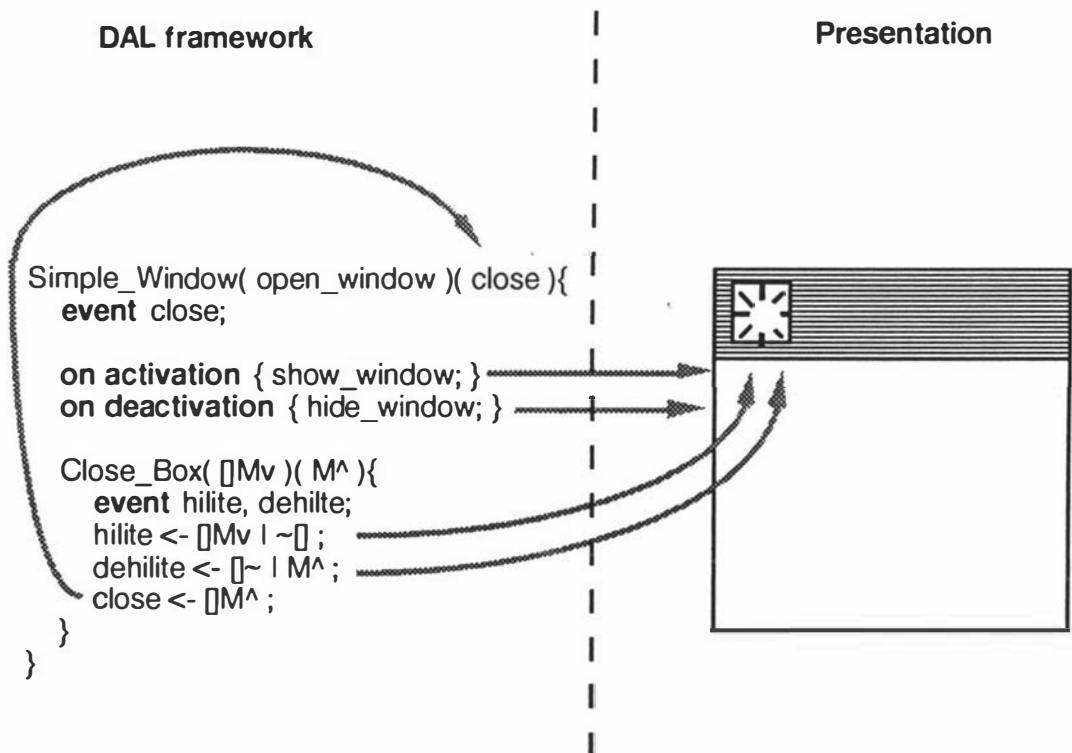 DAL framework
Presentation
Simple_Window( open_window )( close ){
event close;
on activation { show_window; }
on deactivation { hide_window; }
Close_Box( []Mv )( M^ ){
event hilite, dehilte;
hilite <- []Mv | ~[] ;
dehilite <- []~ | M^ ;
close <- []M^ ;
}
}